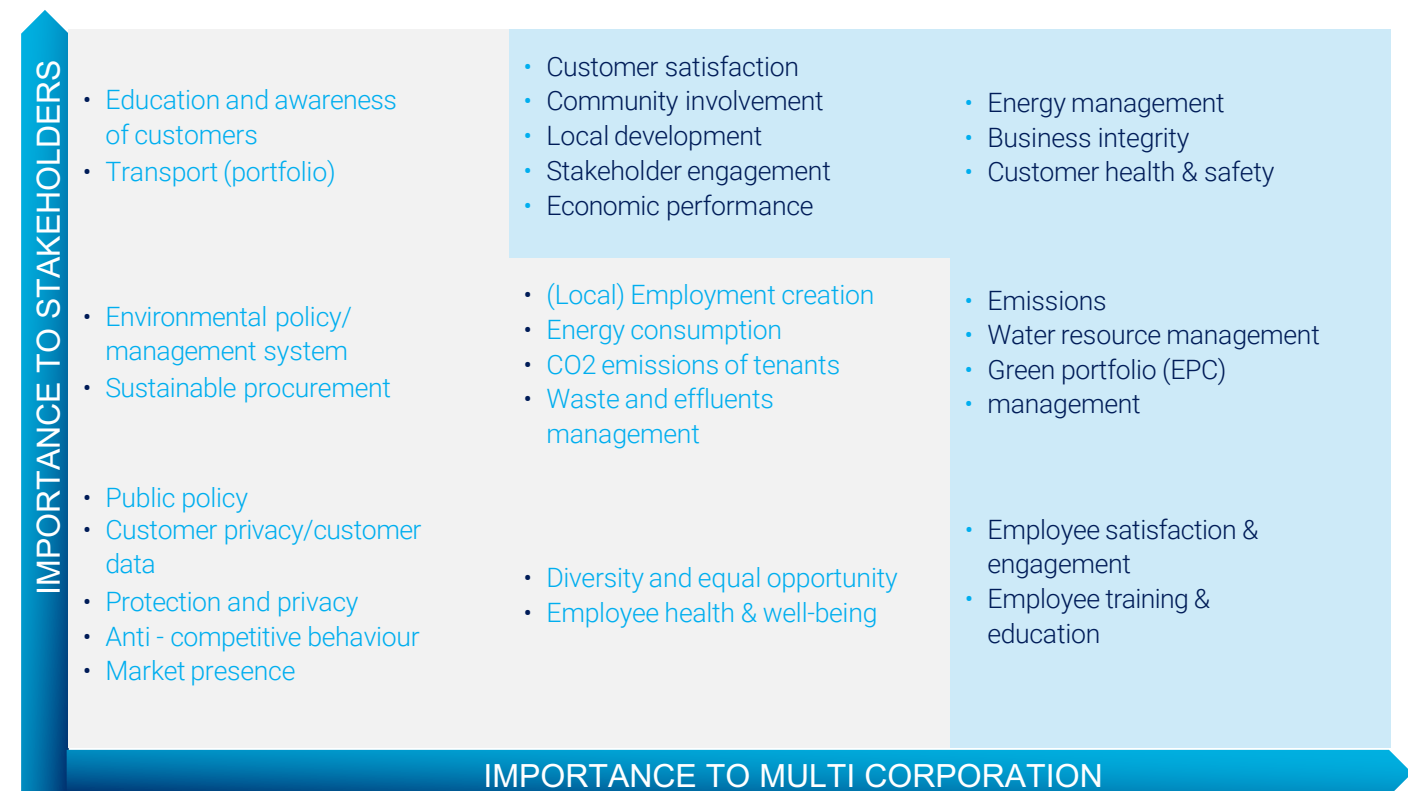 IMPORTANCE TO STAKEHOLDERS
• Education and awareness
of customers
• Transport (portfolio)
• Customer satisfaction
• Community involvement
• Local development
• Stakeholder engagement
• Economic performance
• Energy management
• Business integrity
• Customer health & safety
• Environmental policy/
management system
• Sustainable procurement
• (Local) Employment creation
• Energy consumption
• CO2 emissions of tenants
• Waste and effluents
management
• Emissions
• Water resource management
• Green portfolio (EPC)
• management
• Public policy
• Customer privacy/customer
data
• Protection and privacy
• Anti - competitive behaviour
• Market presence
• Diversity and equal opportunity
• Employee health & well-being
• Employee satisfaction &
engagement
• Employee training &
education
IMPORTANCE TO MULTI CORPORATION